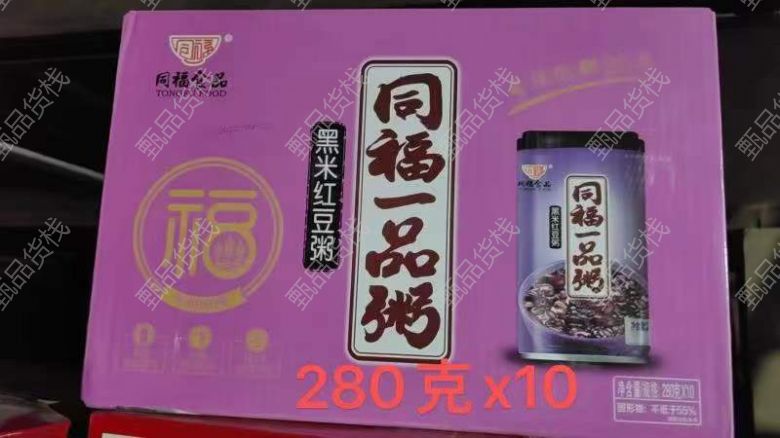 同福食品
TONGFU FOOD
黑米红豆粥
同福一品粥
福
同福食品
黑米红豆粥
同福一品粥
280克x10
净含量/规格: 280克X10
固形物: 不低于55%
甄品货栈